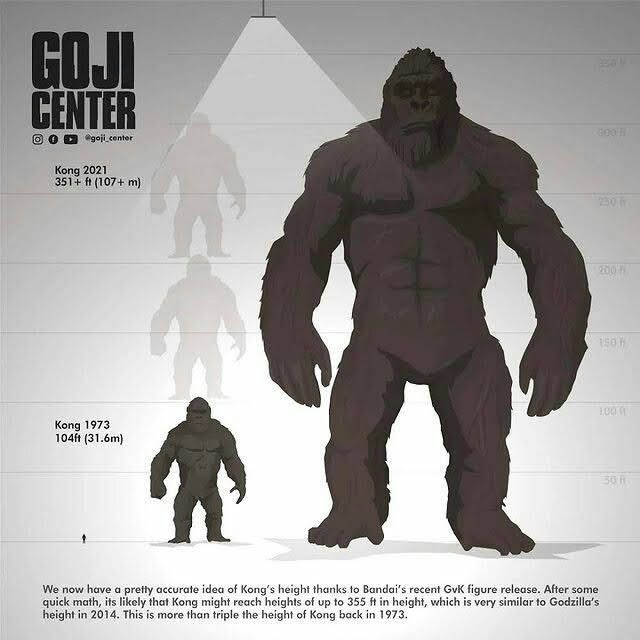 GOJI
CENTER
@goji_center
Kong 2021
351+ ft (107+ m)
350 ft
300 ft
250 ft
200 ft
150 ft
Kong 1973
104ft (31.6m)
100 ft
50 ft
We now have a pretty accurate idea of Kong's height thanks to Bandai's recent GvK figure release. After some
quick math, its likely that Kong might reach heights of up to 355 ft in height, which is very similar to Godzilla's
height in 2014. This is more than triple the height of Kong back in 1973.